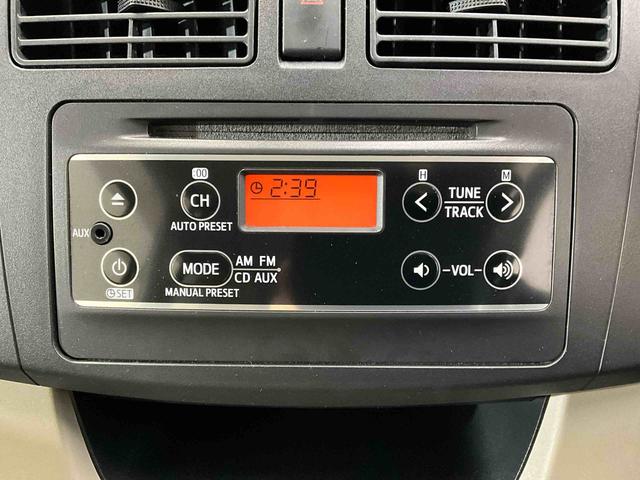 :00
H
M
2:39
CH
TUNE
TRACK
AUX
AUTO PRESET
MODE
AM FM
CD AUX
-VOL-
SET
MANUAL PRESET